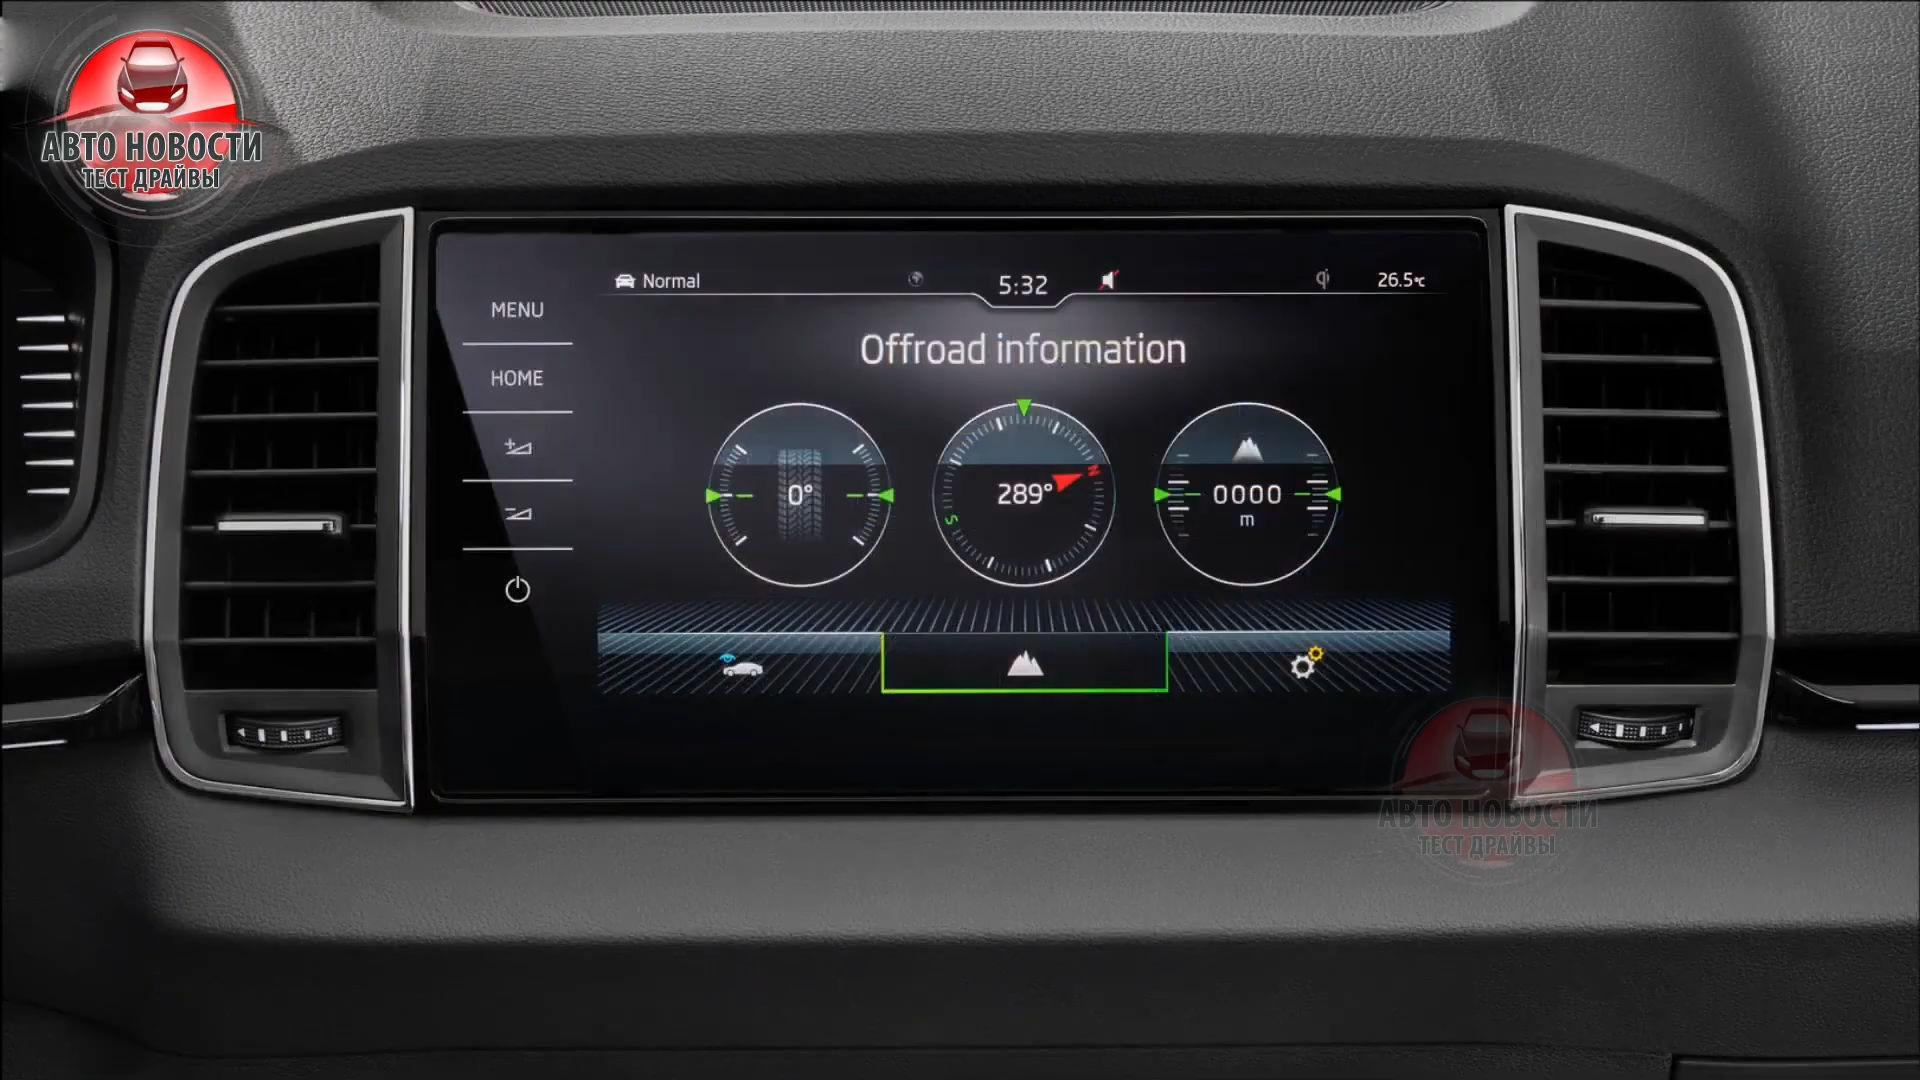 АВТО НОВОСТИ
ТЕСТ ДРАЙВЫ
Normal
5:32
26.5°C
MENU
HOME
Offroad information
0°
289°
N
S
0000
m
АВТО НОВОСТИ
ТЕСТ ДРАЙВЫ